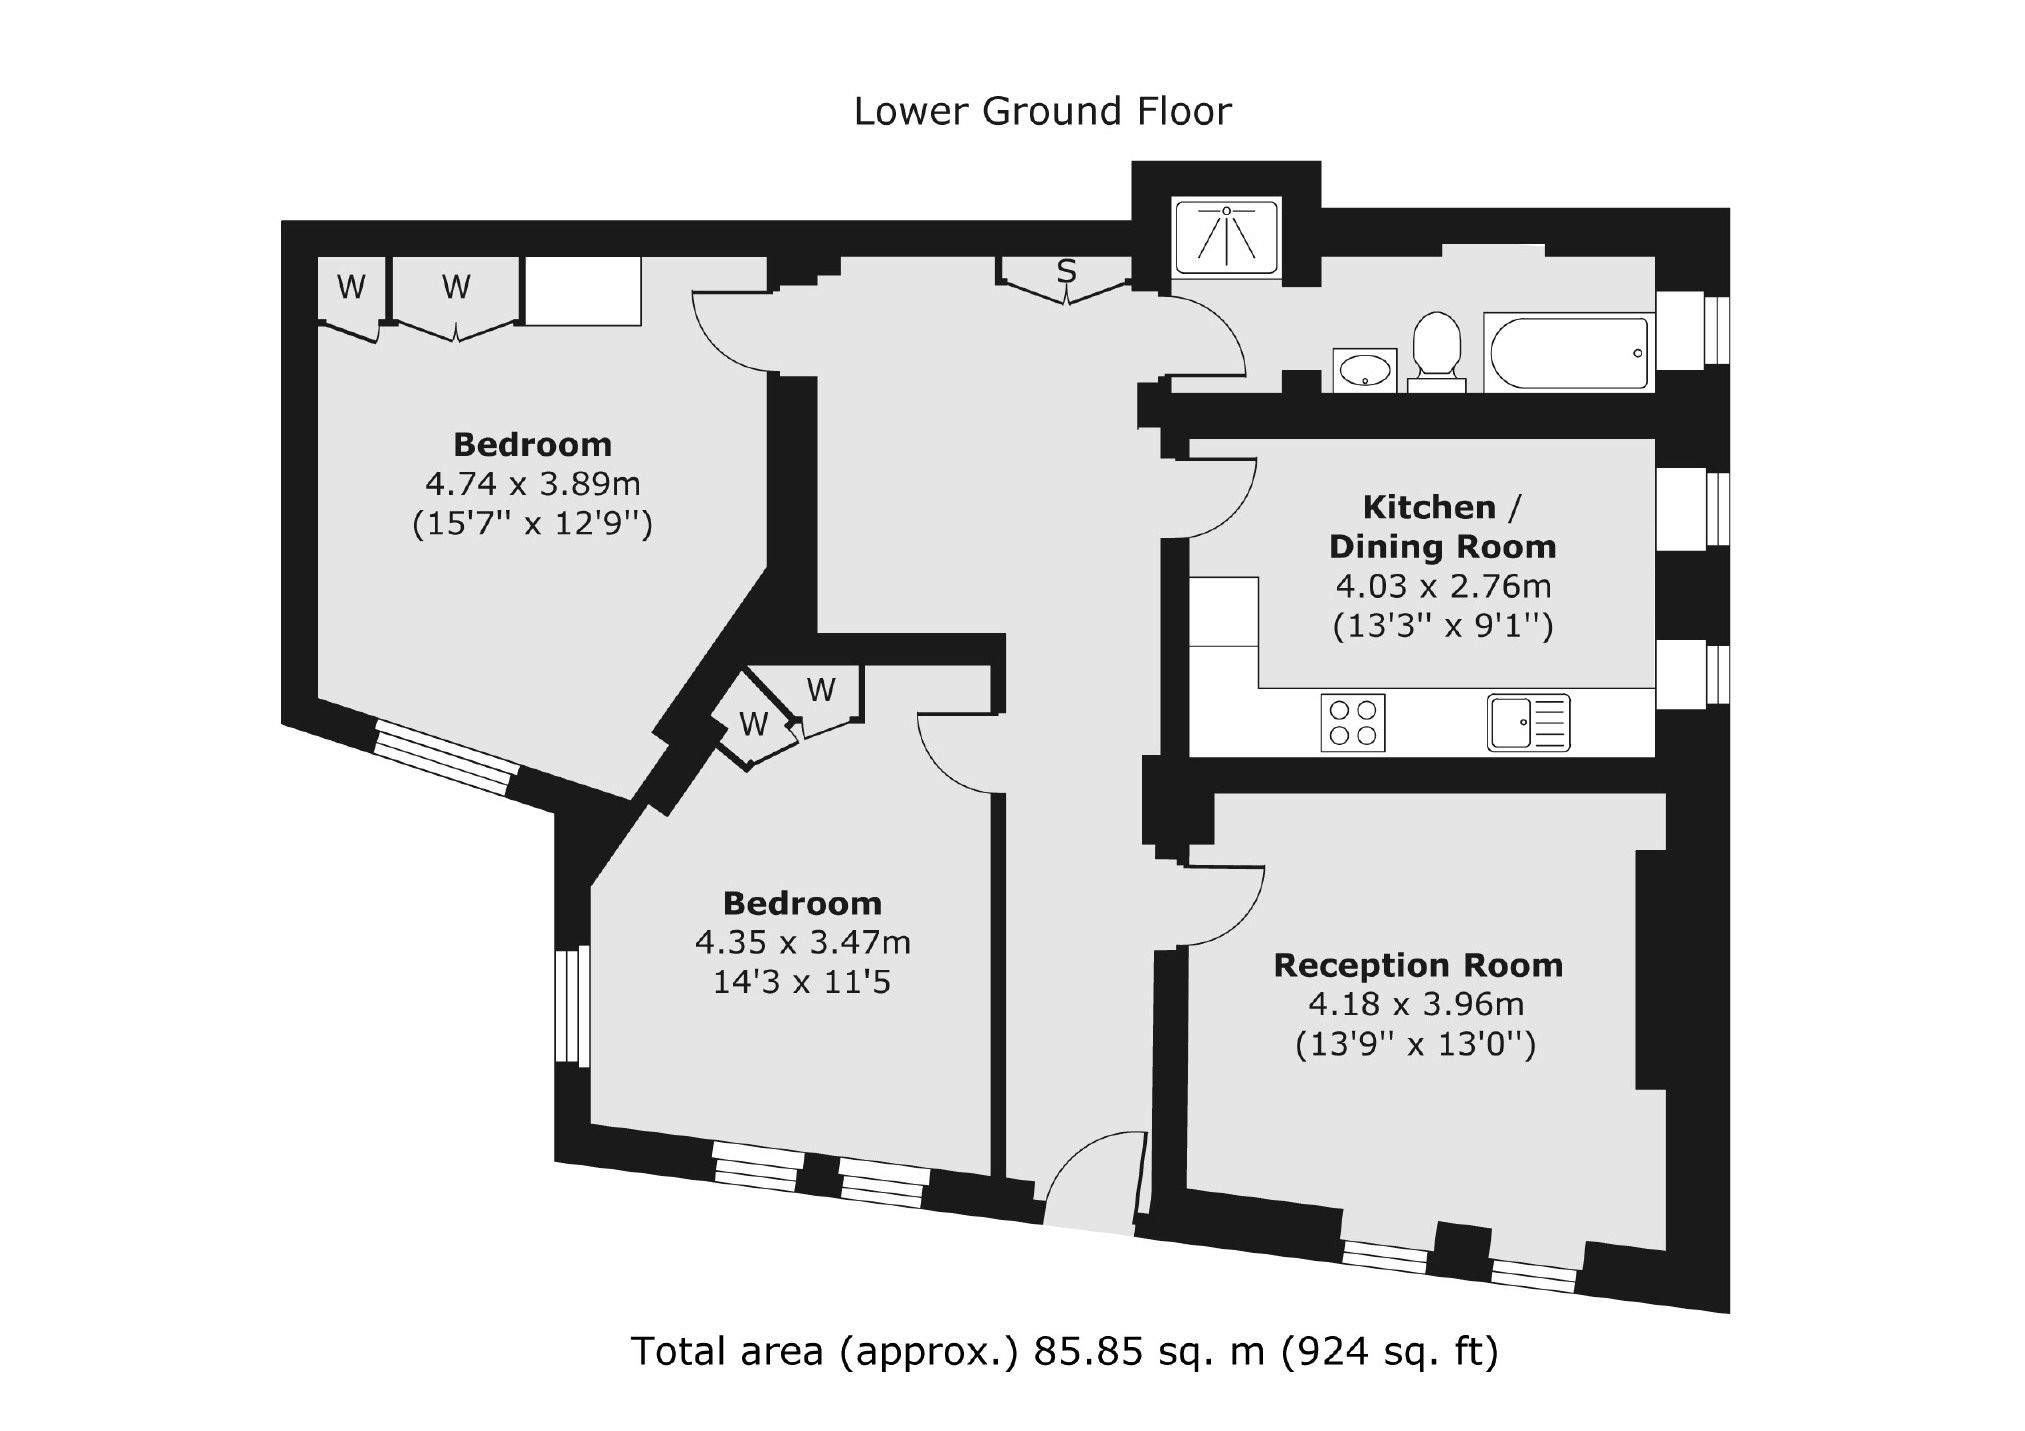 Lower Ground Floor
W
W
S
Bedroom
4.74 x 3.89m
(15'7'' x 12'9'')
Kitchen /
Dining Room
4.03 x 2.76m
(13'3'' x 9'1'')
W
W
Bedroom
4.35 x 3.47m
14'3 x 11'5
Reception Room
4.18 x 3.96m
(13'9'' x 13'0'')
Total area (approx.) 85.85 sq. m (924 sq. ft)